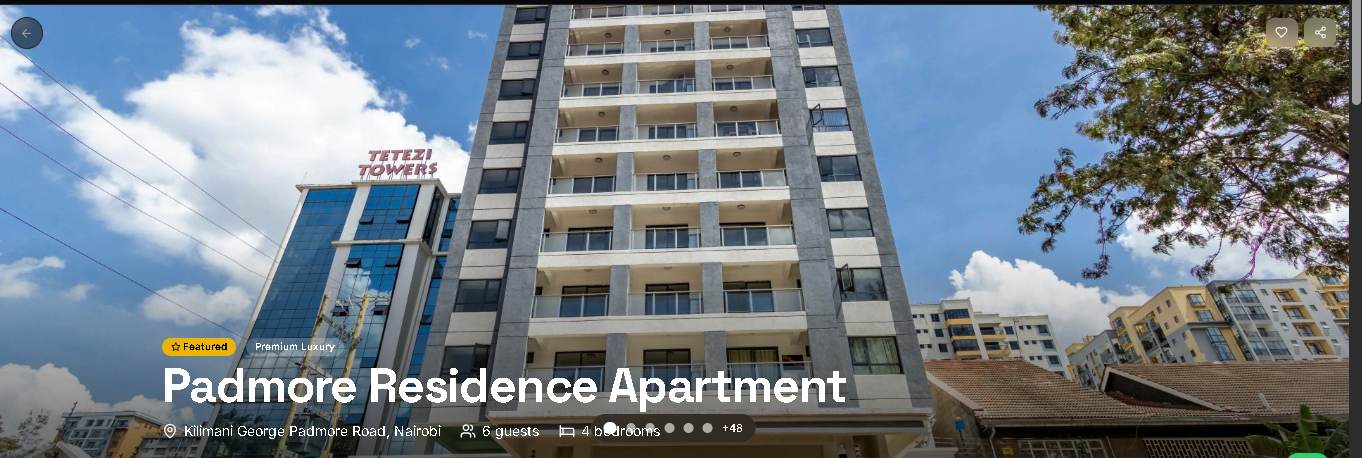 TETEZI
TOWERS
Featured
Premium Luxury
Padmore Residence Apartment
Kilimani George Padmore Road, Nairobi
6 guests
4 bedrooms
+48